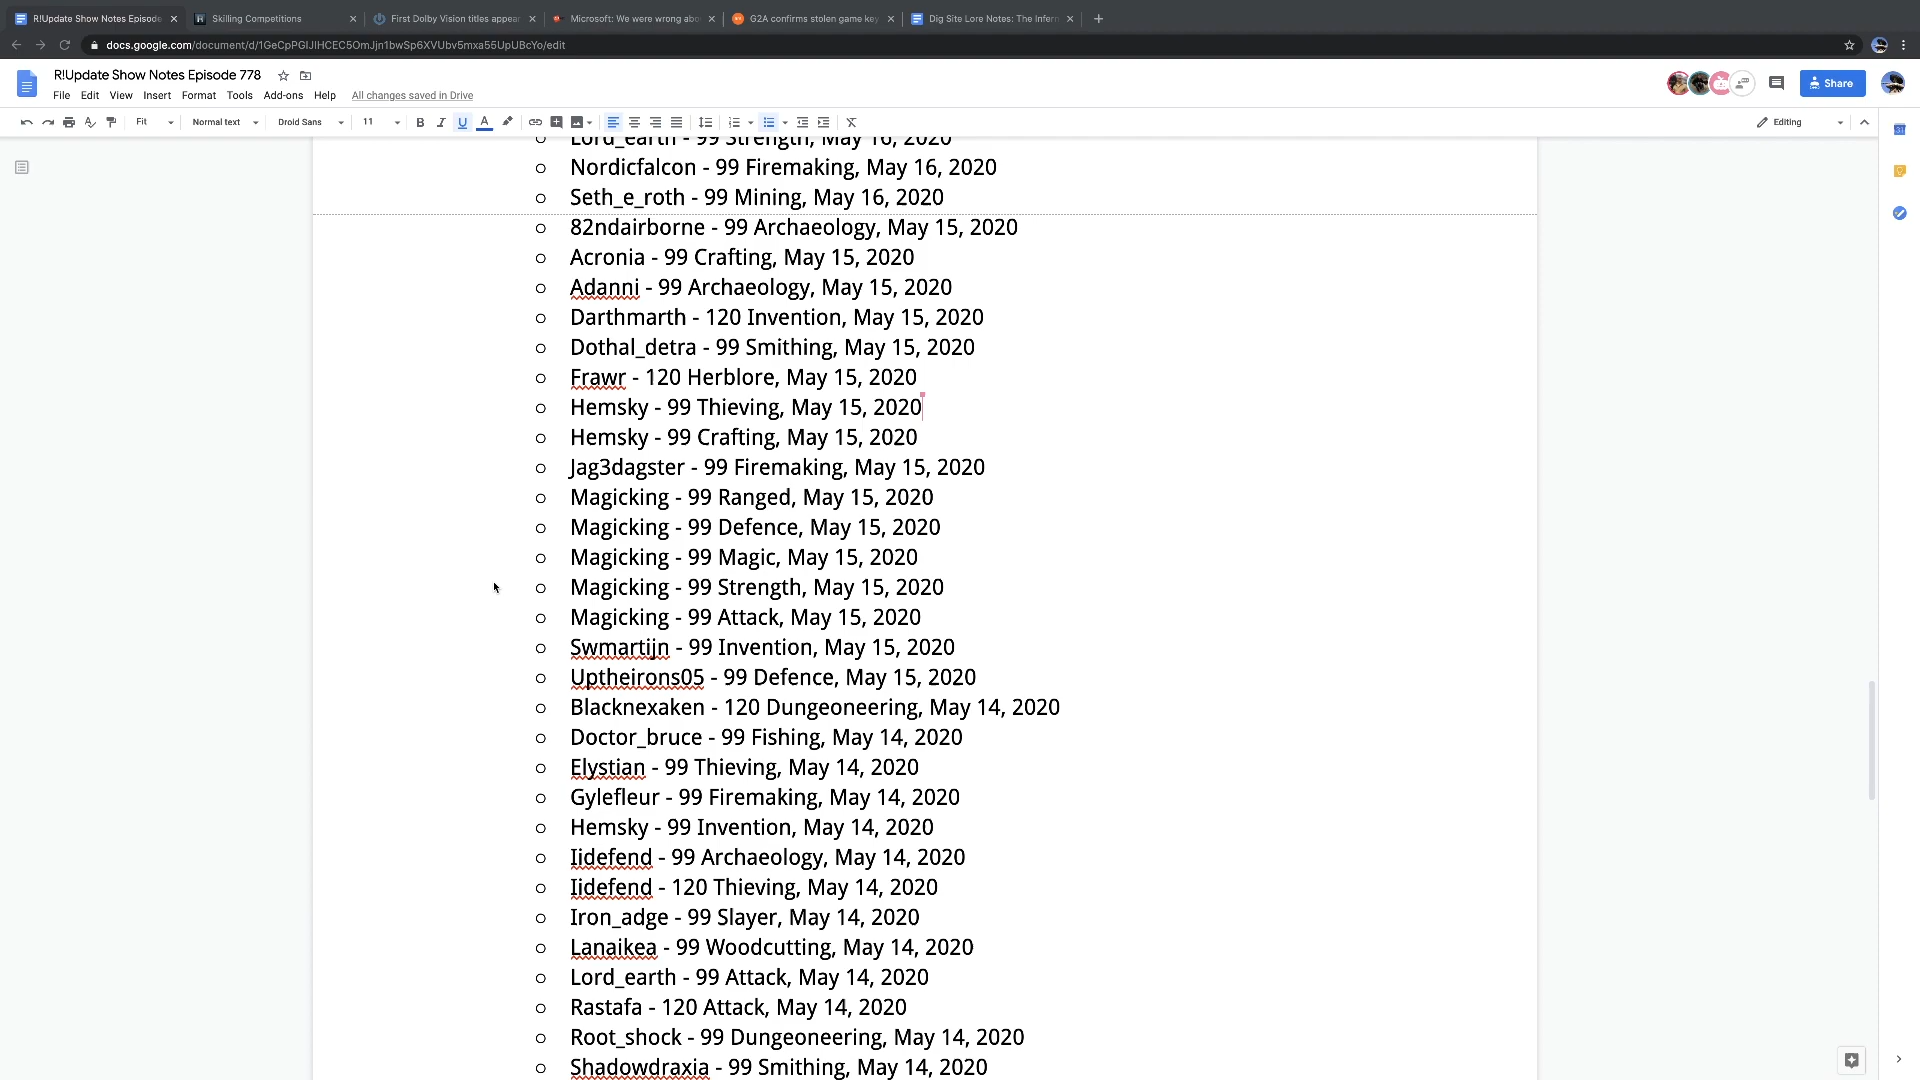 R!Update Show Notes Episode
Skilling Competitions
First Dolby Vision titles appear
Microsoft: We were wrong abo
G2A confirms stolen game key
Dig Site Lore Notes: The Infern
docs.google.com/document/d/1GeCpPGIJIHCEC5OmJjn1bwSp6XVUbv5mxa55UpUBcYo/edit
R!Update Show Notes Episode 778
File Edit View Insert Format Tools Add-ons Help All changes saved in Drive
Share
Fit Normal text Droid Sans 11 B I U A Editing
Lord_earth - 99 Strength, May 16, 2020
Nordicfalcon - 99 Firemaking, May 16, 2020
Seth_e_roth - 99 Mining, May 16, 2020
82ndairborne - 99 Archaeology, May 15, 2020
Acronia - 99 Crafting, May 15, 2020
Adanni - 99 Archaeology, May 15, 2020
Darthmarth - 120 Invention, May 15, 2020
Dothal_detra - 99 Smithing, May 15, 2020
Frawr - 120 Herblore, May 15, 2020
Hemsky - 99 Thieving, May 15, 2020
Hemsky - 99 Crafting, May 15, 2020
Jag3dagster - 99 Firemaking, May 15, 2020
Magicking - 99 Ranged, May 15, 2020
Magicking - 99 Defence, May 15, 2020
Magicking - 99 Magic, May 15, 2020
Magicking - 99 Strength, May 15, 2020
Magicking - 99 Attack, May 15, 2020
Swmartijn - 99 Invention, May 15, 2020
Uptheirons05 - 99 Defence, May 15, 2020
Blacknexaken - 120 Dungeoneering, May 14, 2020
Doctor_bruce - 99 Fishing, May 14, 2020
Elystian - 99 Thieving, May 14, 2020
Gylefleur - 99 Firemaking, May 14, 2020
Hemsky - 99 Invention, May 14, 2020
Iidefend - 99 Archaeology, May 14, 2020
Iidefend - 120 Thieving, May 14, 2020
Iron_adge - 99 Slayer, May 14, 2020
Lanaikea - 99 Woodcutting, May 14, 2020
Lord_earth - 99 Attack, May 14, 2020
Rastafa - 120 Attack, May 14, 2020
Root_shock - 99 Dungeoneering, May 14, 2020
Shadowdraxia - 99 Smithing, May 14, 2020